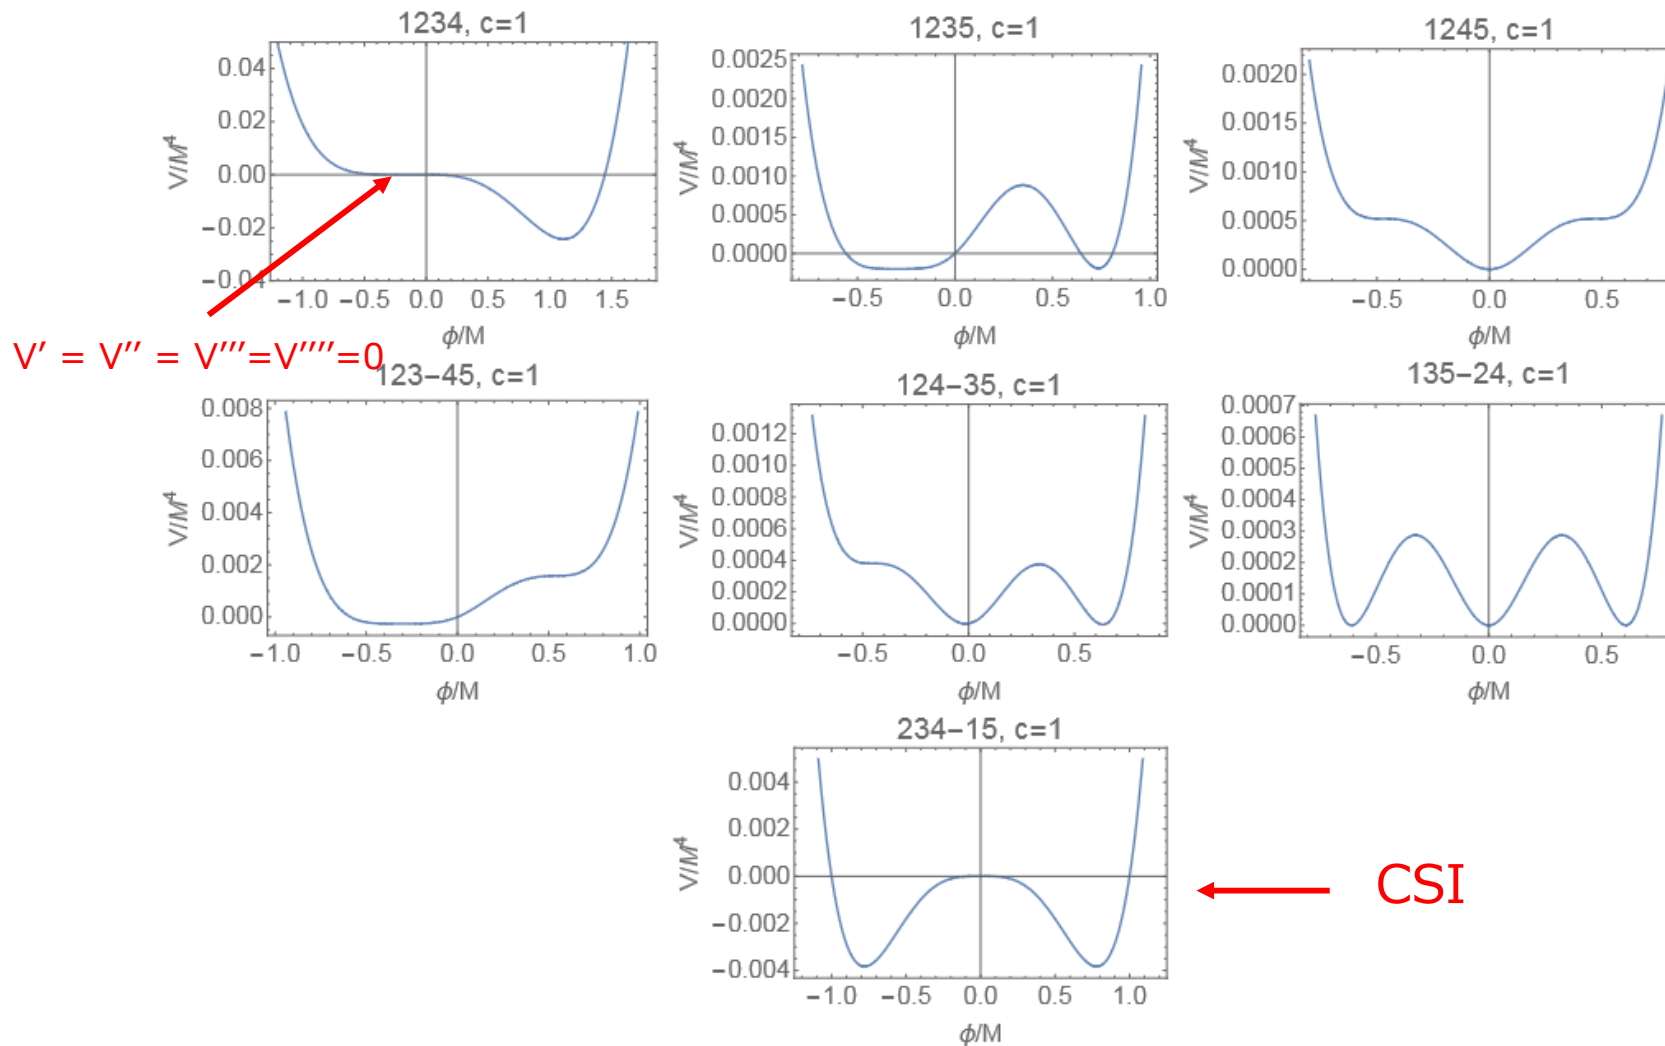 1234, c=1
0.04
0.02
0.00
−0.02
−0.04
V/M⁴
−1.0 −0.5 0.0 0.5 1.0 1.5
ϕ/M
1235, c=1
0.0025
0.0020
0.0015
0.0010
0.0005
0.0000
V/M⁴
−0.5 0.0 0.5 1.0
ϕ/M
1245, c=1
0.0020
0.0015
0.0010
0.0005
0.0000
V/M⁴
−0.5 0.0 0.5
ϕ/M
V′ = V′′ = V′′′=V′′′′=0
123−45, c=1
0.008
0.006
0.004
0.002
0.000
V/M⁴
−1.0 −0.5 0.0 0.5 1.0
ϕ/M
124−35, c=1
0.0012
0.0010
0.0008
0.0006
0.0004
0.0002
0.0000
V/M⁴
−0.5 0.0 0.5
ϕ/M
135−24, c=1
0.0007
0.0006
0.0005
0.0004
0.0003
0.0002
0.0001
0.0000
V/M⁴
−0.5 0.0 0.5
ϕ/M
234−15, c=1
0.004
0.002
0.000
−0.002
−0.004
V/M⁴
−1.0 −0.5 0.0 0.5 1.0
ϕ/M
CSI